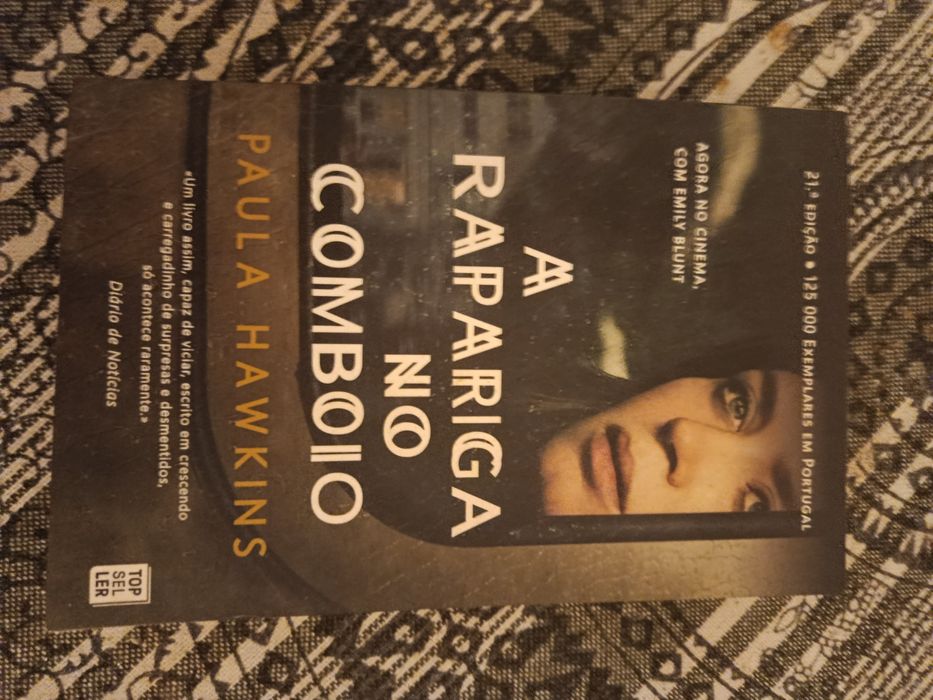 21.ª EDIÇÃO • 125 000 EXEMPLARES EM PORTUGAL
AGORA NO CINEMA,
COM EMILY BLUNT
A
RAPARIGA
NO
COMBOIO
PAULA HAWKINS
«Um livro assim, capaz de viciar, escrito em crescendo
e carregadinho de surpresas e desmentidos,
só acontece raramente.»
Diário de Notícias
TOP
SEL
LER